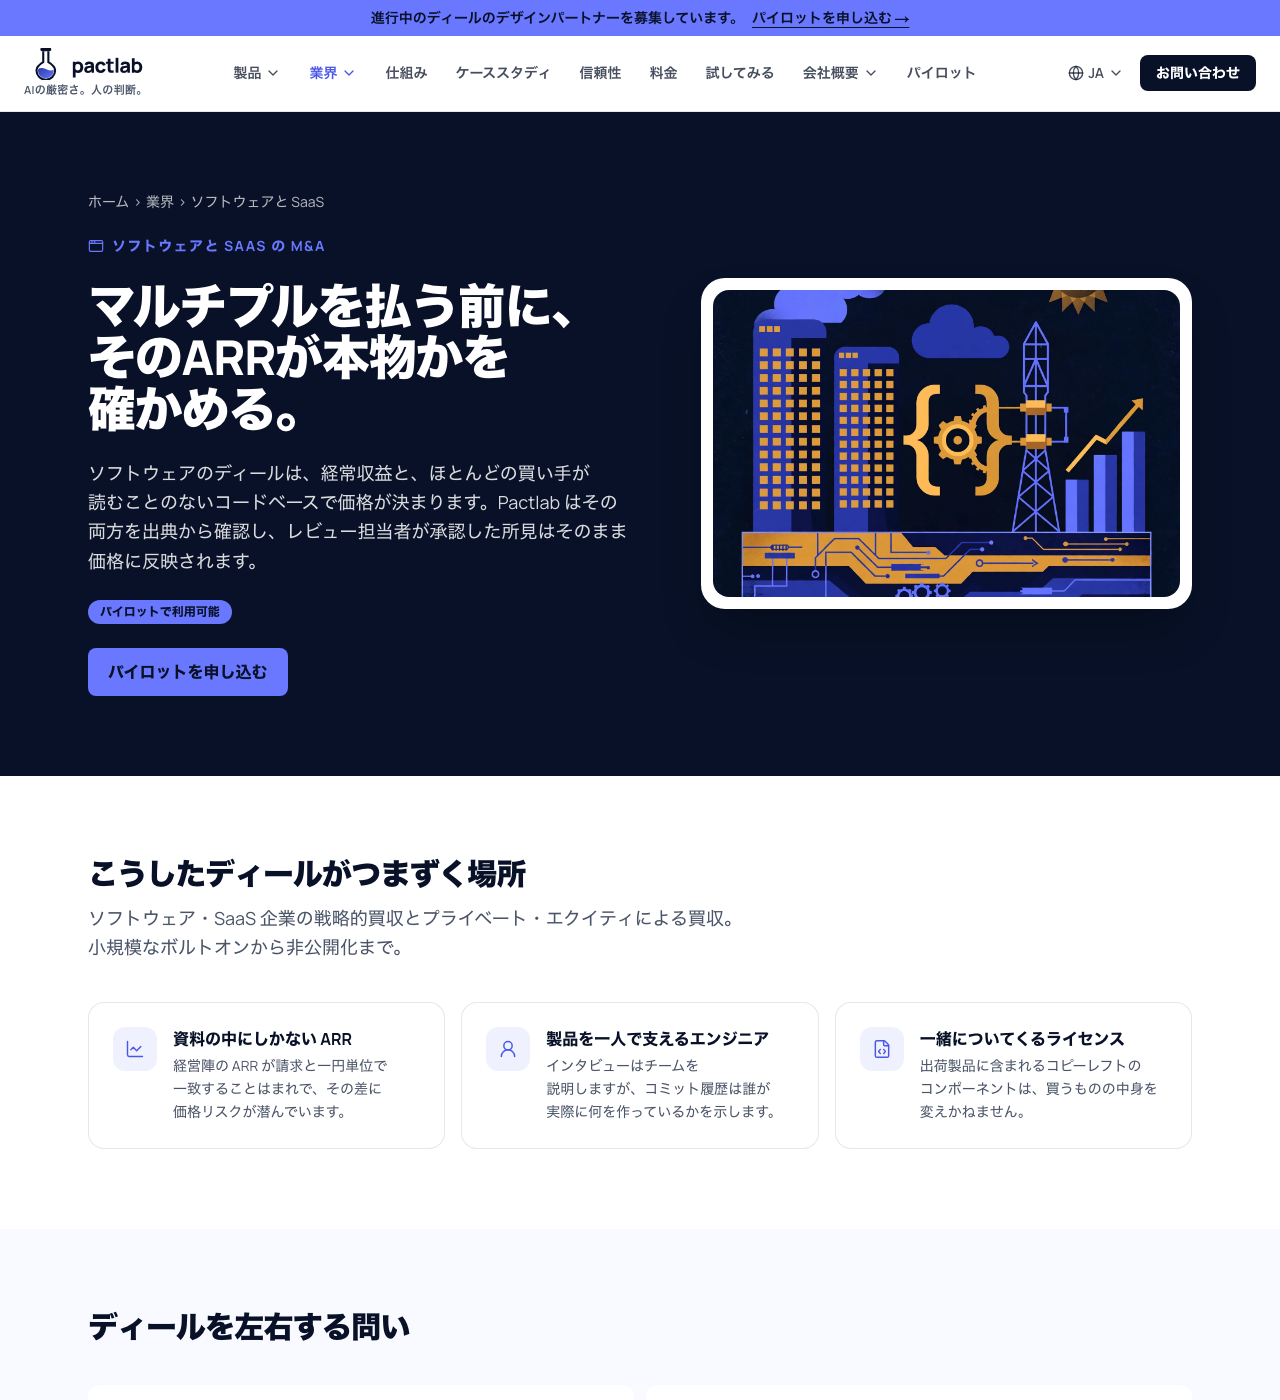 進行中のディールのデザインパートナーを募集しています。 パイロットを申し込む →
pactlab
AIの厳密さ。人の判断。
製品 業界 仕組み ケーススタディ 信頼性 料金 試してみる 会社概要 パイロット JA お問い合わせ
ホーム › 業界 › ソフトウェアと SaaS
ソフトウェアと SAAS の M&A
マルチプルを払う前に、
そのARRが本物かを
確かめる。
ソフトウェアのディールは、経常収益と、ほとんどの買い手が
読むことのないコードベースで価格が決まります。Pactlab はその
両方を出典から確認し、レビュー担当者が承認した所見はそのまま
価格に反映されます。
パイロットで利用可能
パイロットを申し込む
こうしたディールがつまずく場所
ソフトウェア・SaaS 企業の戦略的買収とプライベート・エクイティによる買収。
小規模なボルトオンから非公開化まで。
資料の中にしかない ARR
経営陣の ARR が請求と一円単位で
一致することはまれで、その差に
価格リスクが潜んでいます。
製品を一人で支えるエンジニア
インタビューはチームを
説明しますが、コミット履歴は誰が
実際に何を作っているかを示します。
一緒についてくるライセンス
出荷製品に含まれるコピーレフトの
コンポーネントは、買うものの中身を
変えかねません。
ディールを左右する問い